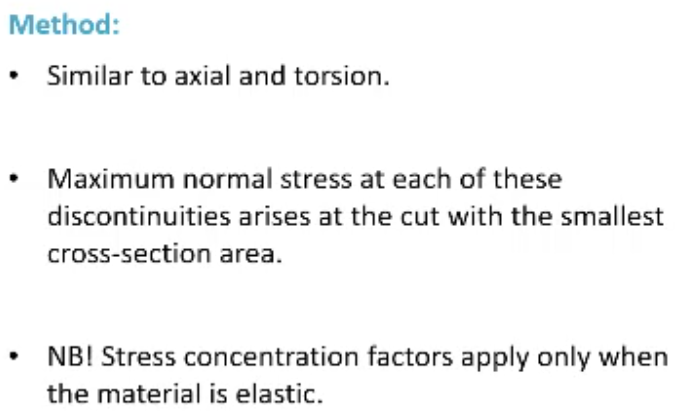 Method:
• Similar to axial and torsion.
• Maximum normal stress at each of these
discontinuities arises at the cut with the smallest
cross-section area.
• NB! Stress concentration factors apply only when
the material is elastic.